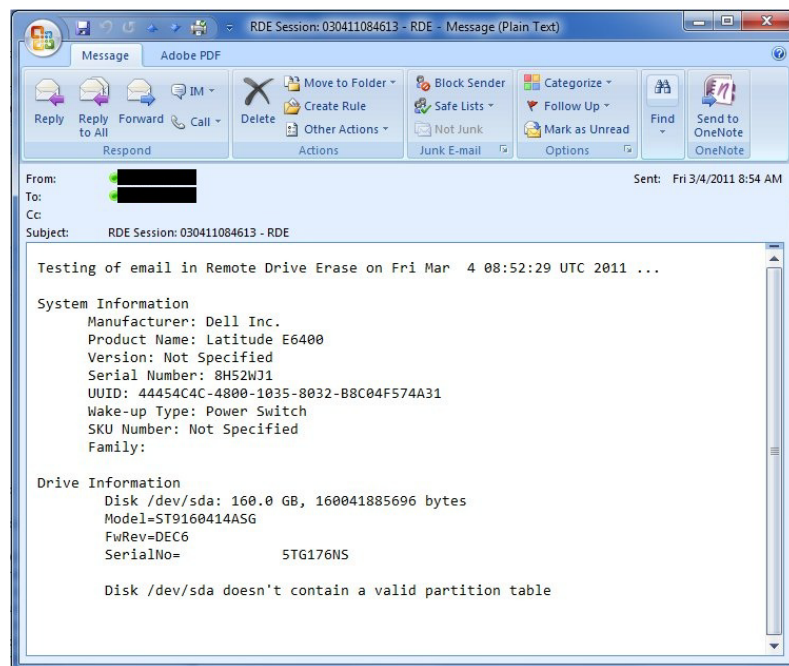 RDE Session: 030411084613 - RDE - Message (Plain Text)
Message Adobe PDF
Reply
Reply to All
Forward
IM
Call
Respond
Delete
Move to Folder
Create Rule
Other Actions
Actions
Block Sender
Safe Lists
Not Junk
Junk E-mail
Categorize
Follow Up
Mark as Unread
Options
Find
Send to OneNote
OneNote
From:
Sent: Fri 3/4/2011 8:54 AM
To:
Cc:
Subject: RDE Session: 030411084613 - RDE
Testing of email in Remote Drive Erase on Fri Mar  4 08:52:29 UTC 2011 ...
System Information
Manufacturer: Dell Inc.
Product Name: Latitude E6400
Version: Not Specified
Serial Number: 8H52WJ1
UUID: 44454C4C-4800-1035-8032-B8C04F574A31
Wake-up Type: Power Switch
SKU Number: Not Specified
Family:
Drive Information
Disk /dev/sda: 160.0 GB, 160041885696 bytes
Model=ST9160414ASG
FwRev=DEC6
SerialNo= 5TG176NS
Disk /dev/sda doesn't contain a valid partition table